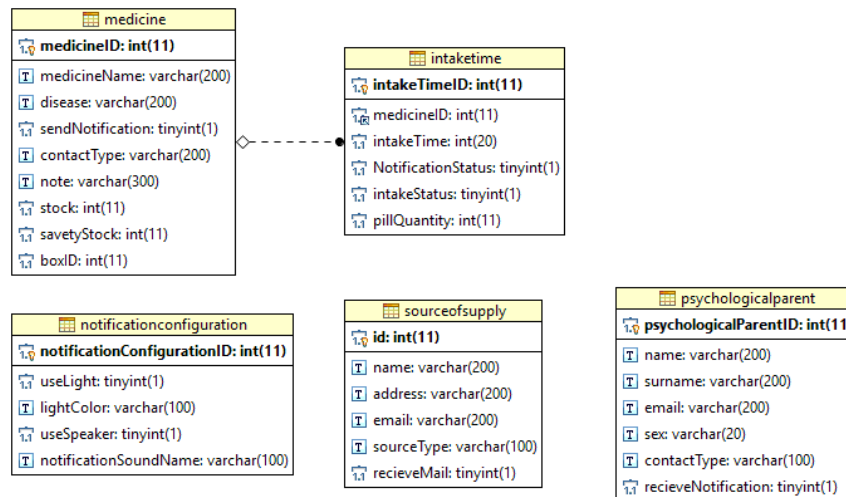 medicine
medicineID: int(11)
medicineName: varchar(200)
disease: varchar(200)
sendNotification: tinyint(1)
contactType: varchar(200)
note: varchar(300)
stock: int(11)
savetyStock: int(11)
boxID: int(11)
intaketime
intakeTimeID: int(11)
medicineID: int(11)
intakeTime: int(20)
NotificationStatus: tinyint(1)
intakeStatus: tinyint(1)
pillQuantity: int(11)
notificationconfiguration
notificationConfigurationID: int(11)
useLight: tinyint(1)
lightColor: varchar(100)
useSpeaker: tinyint(1)
notificationSoundName: varchar(100)
sourceofsupply
id: int(11)
name: varchar(200)
address: varchar(200)
email: varchar(200)
sourceType: varchar(100)
recieveMail: tinyint(1)
psychologicalparent
psychologicalParentID: int(11
name: varchar(200)
surname: varchar(200)
email: varchar(200)
sex: varchar(20)
contactType: varchar(100)
recieveNotification: tinyint(1)